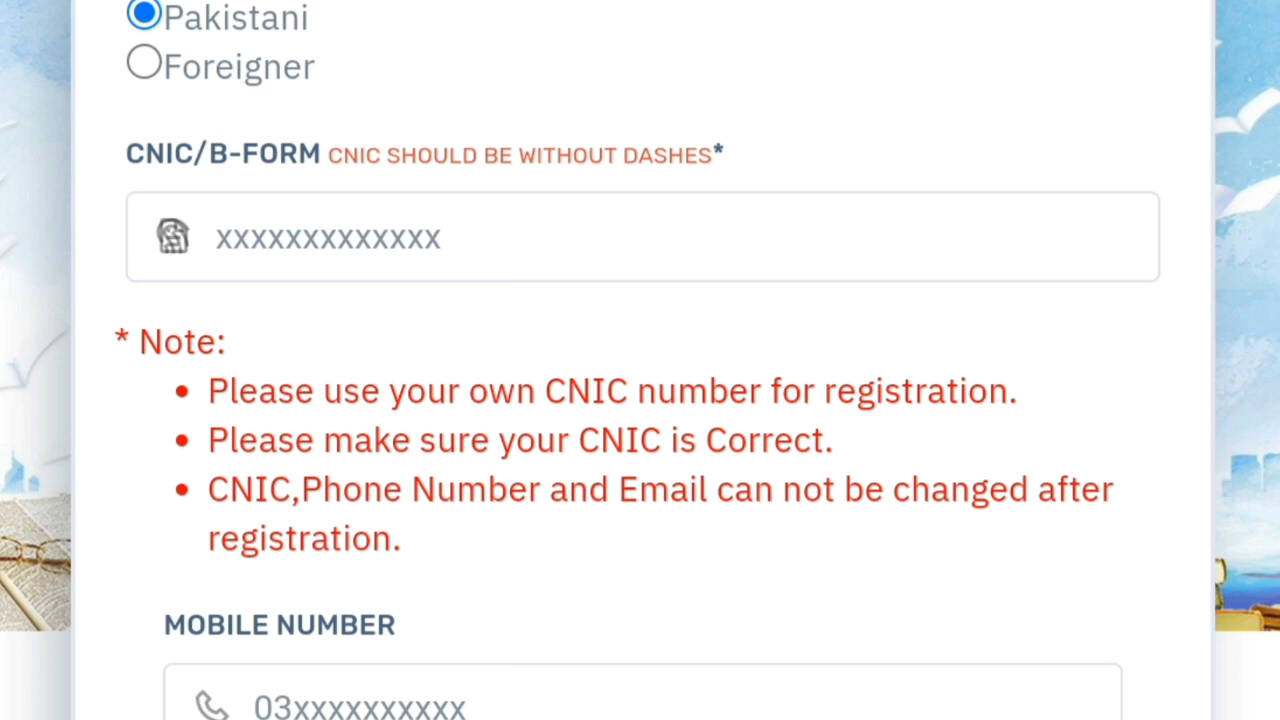 Pakistani
Foreigner
CNIC/B-FORM CNIC SHOULD BE WITHOUT DASHES*
xxxxxxxxxxxxx
* Note:
• Please use your own CNIC number for registration.
• Please make sure your CNIC is Correct.
• CNIC,Phone Number and Email can not be changed after
registration.
MOBILE NUMBER
03xxxxxxxxxx